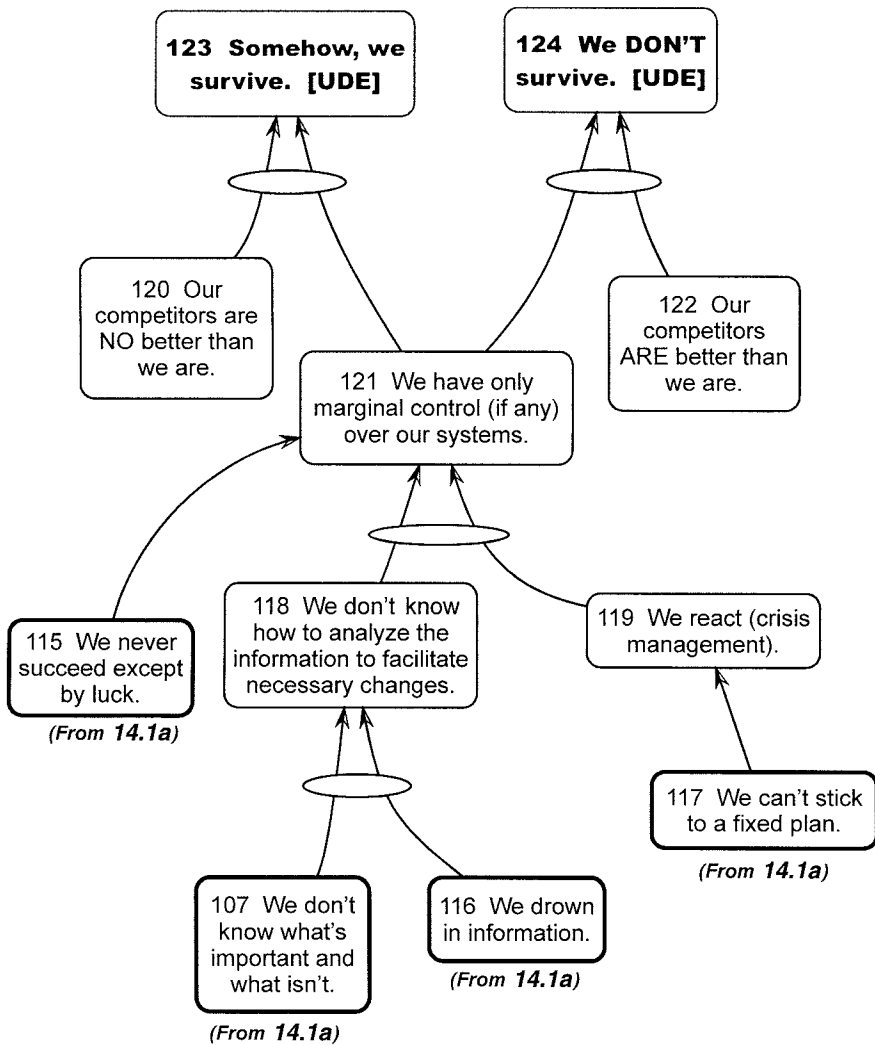 123 Somehow, we
survive. [UDE]
124 We DON'T
survive. [UDE]
120 Our
competitors are
NO better than
we are.
122 Our
competitors
ARE better than
we are.
121 We have only
marginal control (if any)
over our systems.
115 We never
succeed except
by luck.
(From 14.1a)
118 We don't know
how to analyze the
information to facilitate
necessary changes.
119 We react (crisis
management).
117 We can't stick
to a fixed plan.
(From 14.1a)
107 We don't
know what's
important and
what isn't.
(From 14.1a)
116 We drown
in information.
(From 14.1a)